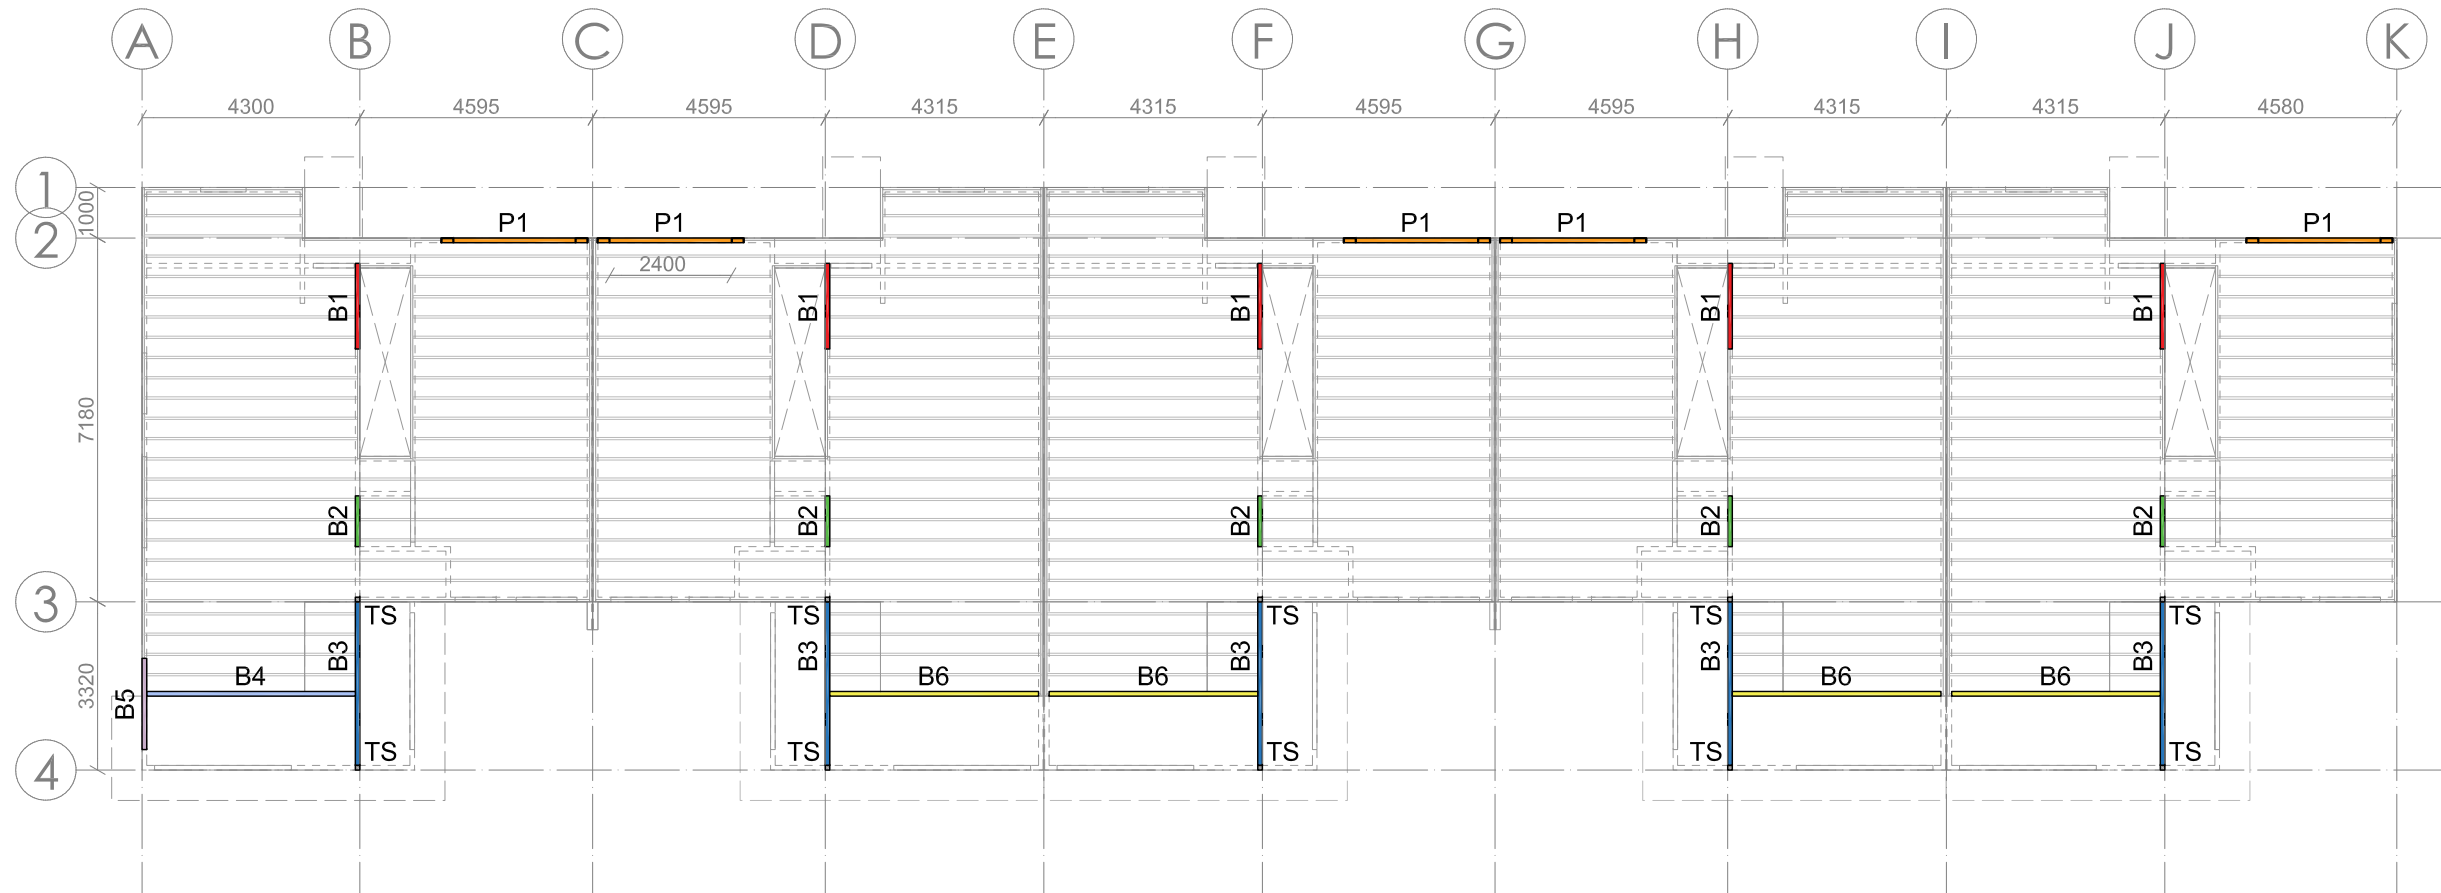 A B C D E F G H I J K
4300 4595 4595 4315 4315 4595 4595 4315 4315 4580
1
1000
2
P1 P1 P1 P1 P1
2400
B1 B1 B1 B1 B1
7180
B2 B2 B2 B2 B2
3
TS TS TS TS TS
B3 B3 B3 B3 B3
B4 B6 B6 B6 B6
3320
B5
TS TS TS TS TS
4